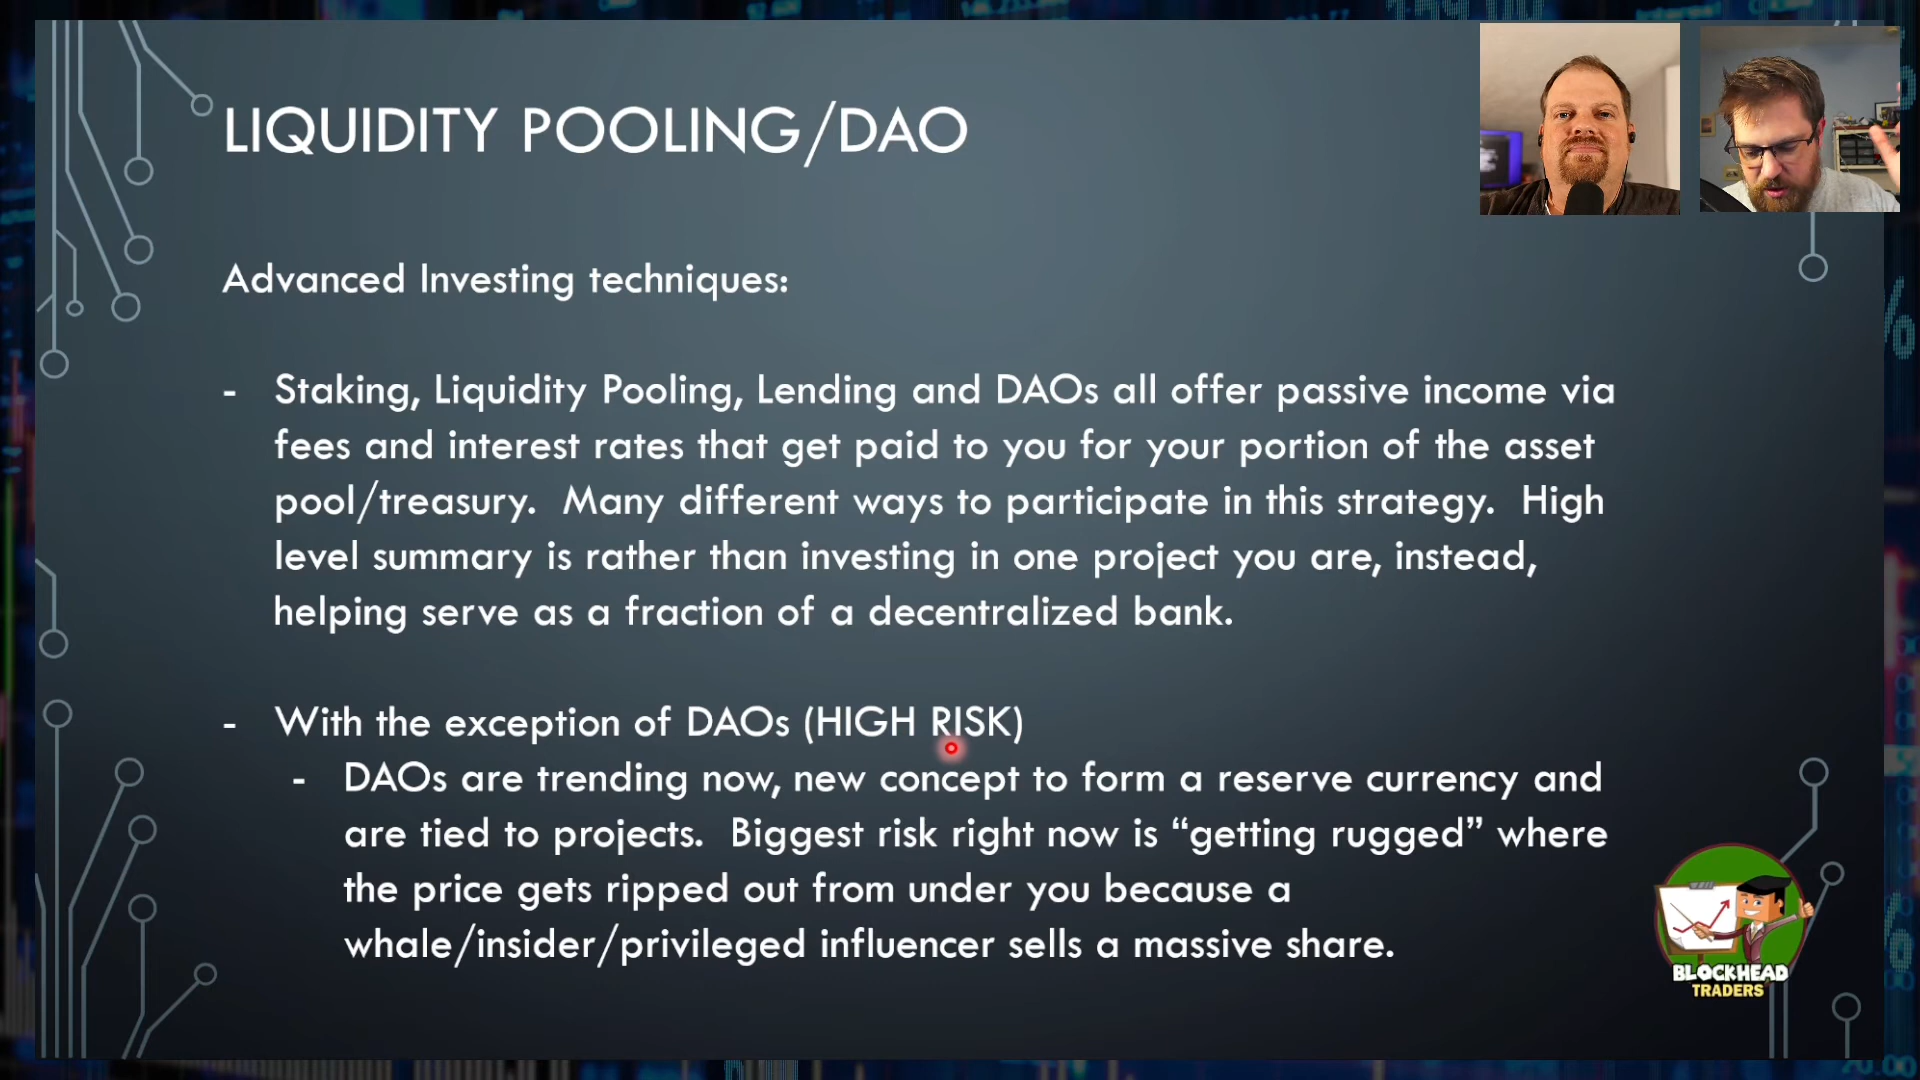 LIQUIDITY POOLING/DAO
Advanced Investing techniques:
- Staking, Liquidity Pooling, Lending and DAOs all offer passive income via
fees and interest rates that get paid to you for your portion of the asset
pool/treasury.  Many different ways to participate in this strategy.  High
level summary is rather than investing in one project you are, instead,
helping serve as a fraction of a decentralized bank.
- With the exception of DAOs (HIGH RISK)
- DAOs are trending now, new concept to form a reserve currency and
are tied to projects.  Biggest risk right now is “getting rugged” where
the price gets ripped out from under you because a
whale/insider/privileged influencer sells a massive share.
BLOCKHEAD
TRADERS